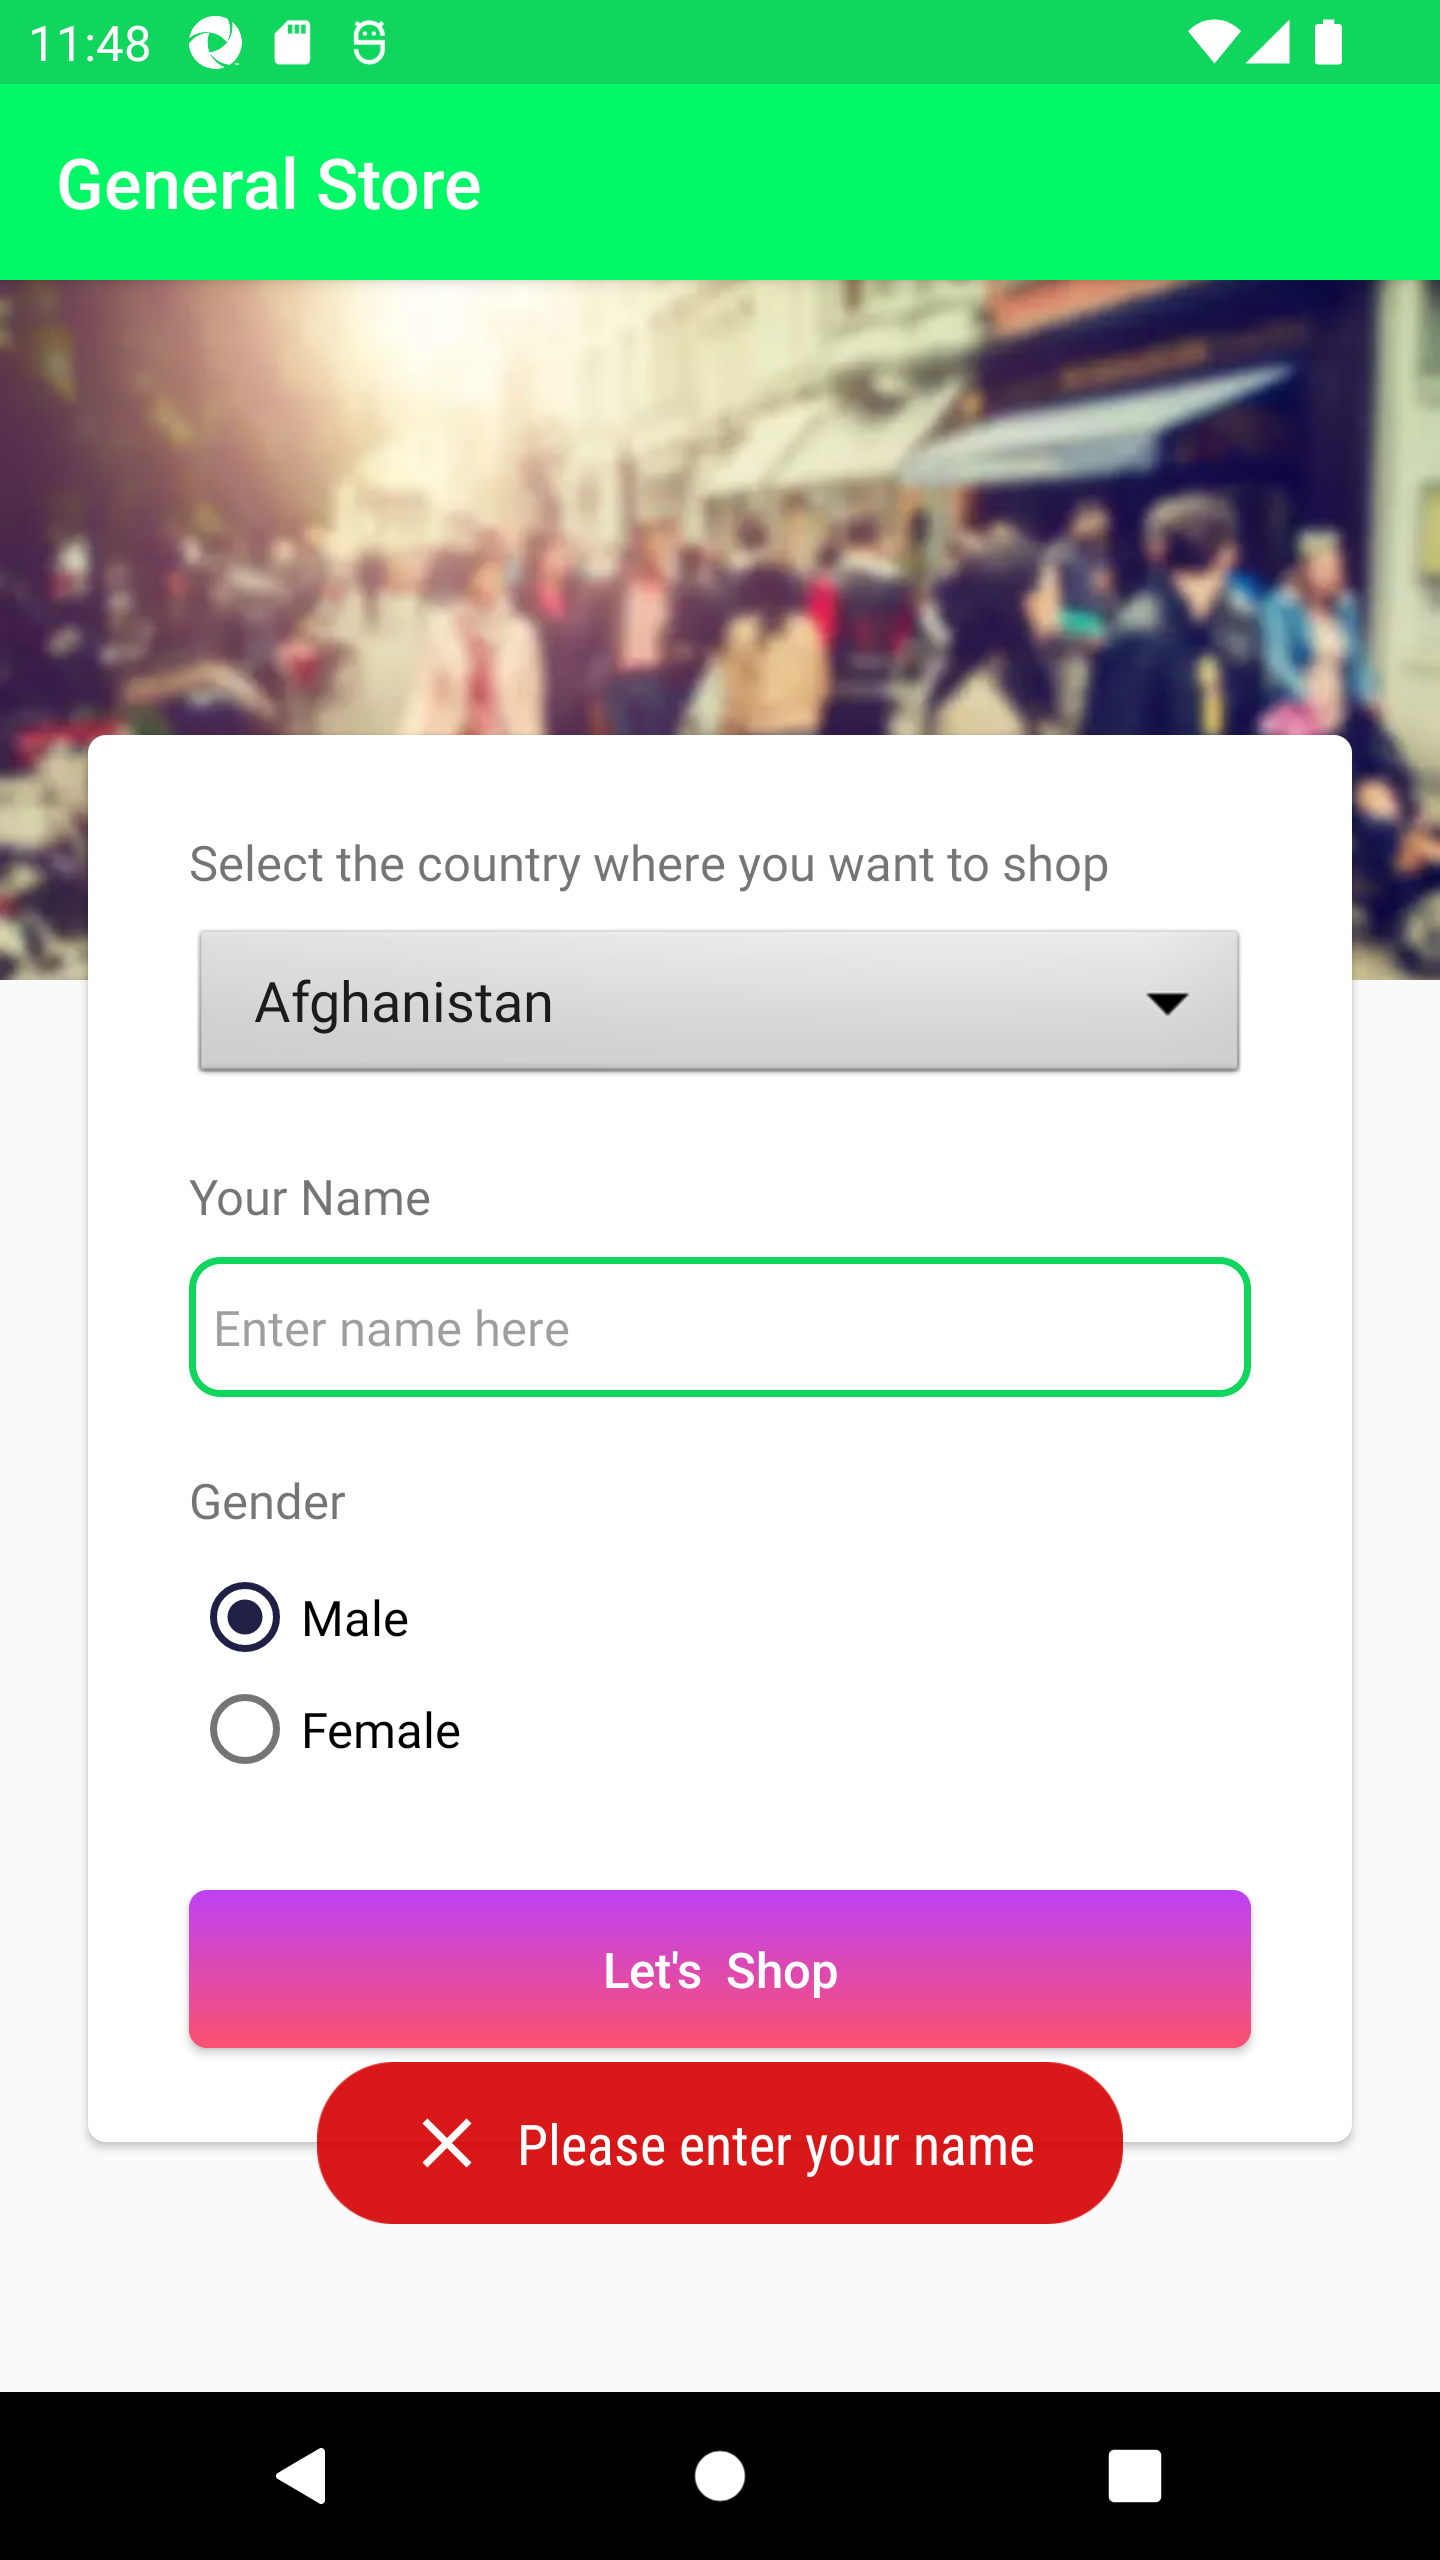 11:48
General Store
Select the country where you want to shop
Afghanistan
Your Name
Enter name here
Gender
Male
Female
Let's  Shop
Please enter your name